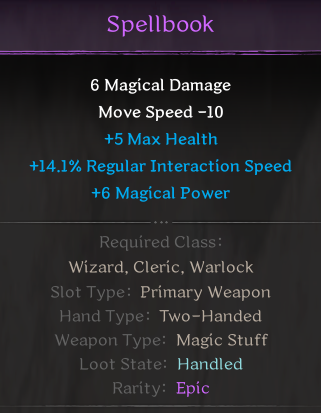 Spellbook
6 Magical Damage
Move Speed -10
+5 Max Health
+14.1% Regular Interaction Speed
+6 Magical Power
Required Class:
Wizard, Cleric, Warlock
Slot Type: Primary Weapon
Hand Type: Two-Handed
Weapon Type: Magic Stuff
Loot State: Handled
Rarity: Epic